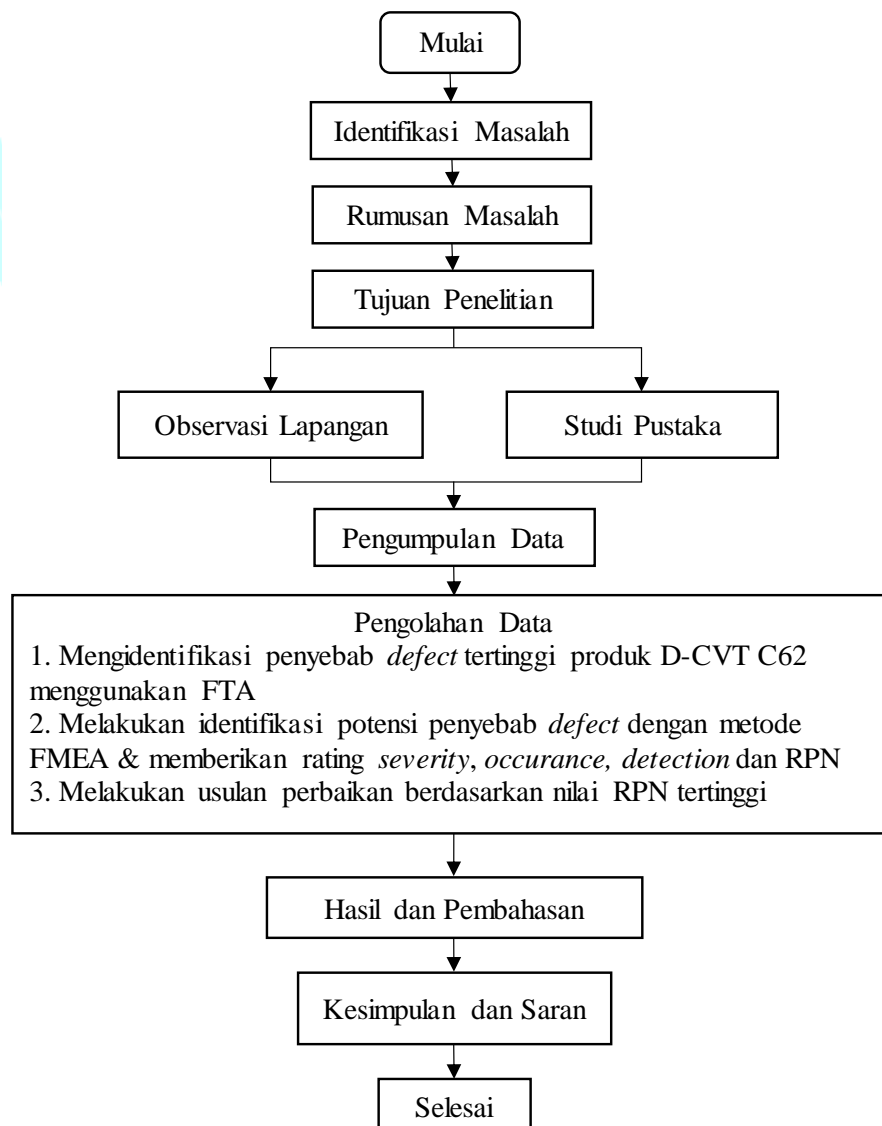 Mulai
Identifikasi Masalah
Rumusan Masalah
Tujuan Penelitian
Observasi Lapangan
Studi Pustaka
Pengumpulan Data
Pengolahan Data
1. Mengidentifikasi penyebab defect tertinggi produk D-CVT C62
menggunakan FTA
2. Melakukan identifikasi potensi penyebab defect dengan metode
FMEA & memberikan rating severity, occurance, detection dan RPN
3. Melakukan usulan perbaikan berdasarkan nilai RPN tertinggi
Hasil dan Pembahasan
Kesimpulan dan Saran
Selesai